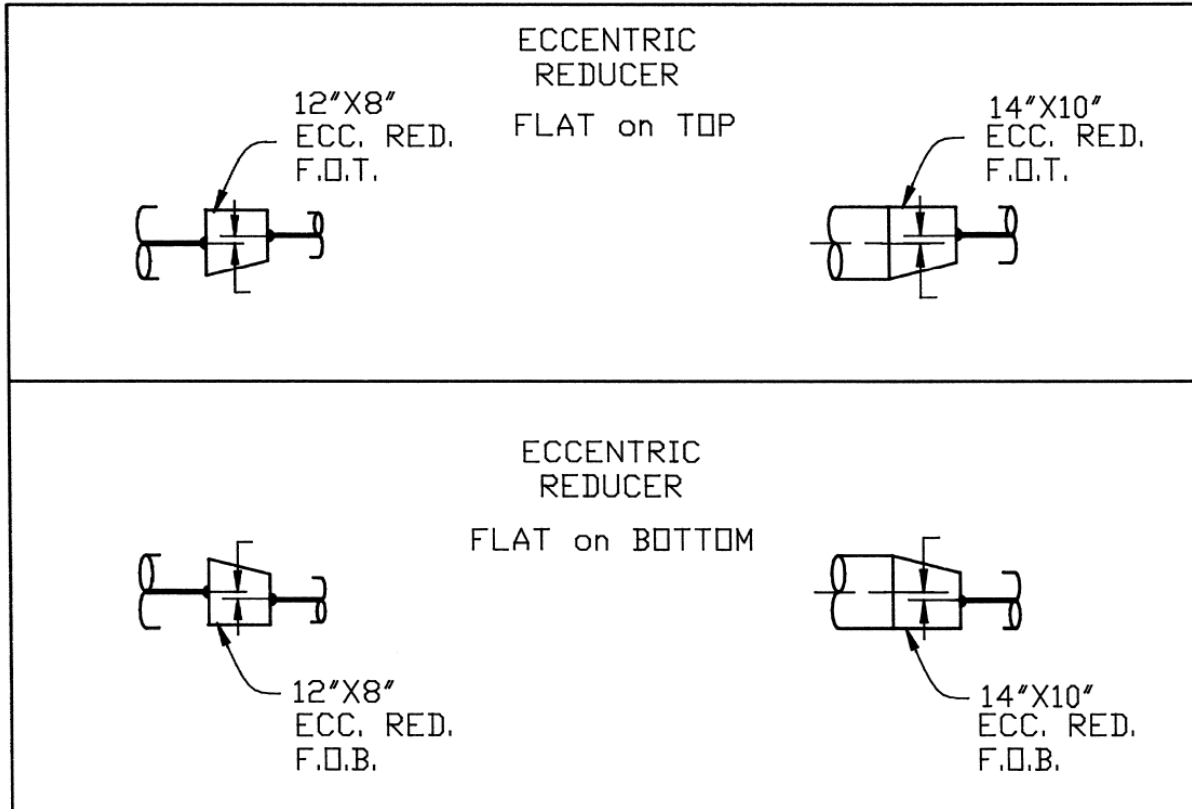 ECCENTRIC
REDUCER
FLAT on TOP
12"X8"
ECC. RED.
F.O.T.
14"X10"
ECC. RED.
F.O.T.
ECCENTRIC
REDUCER
FLAT on BOTTOM
12"X8"
ECC. RED.
F.O.B.
14"X10"
ECC. RED.
F.O.B.